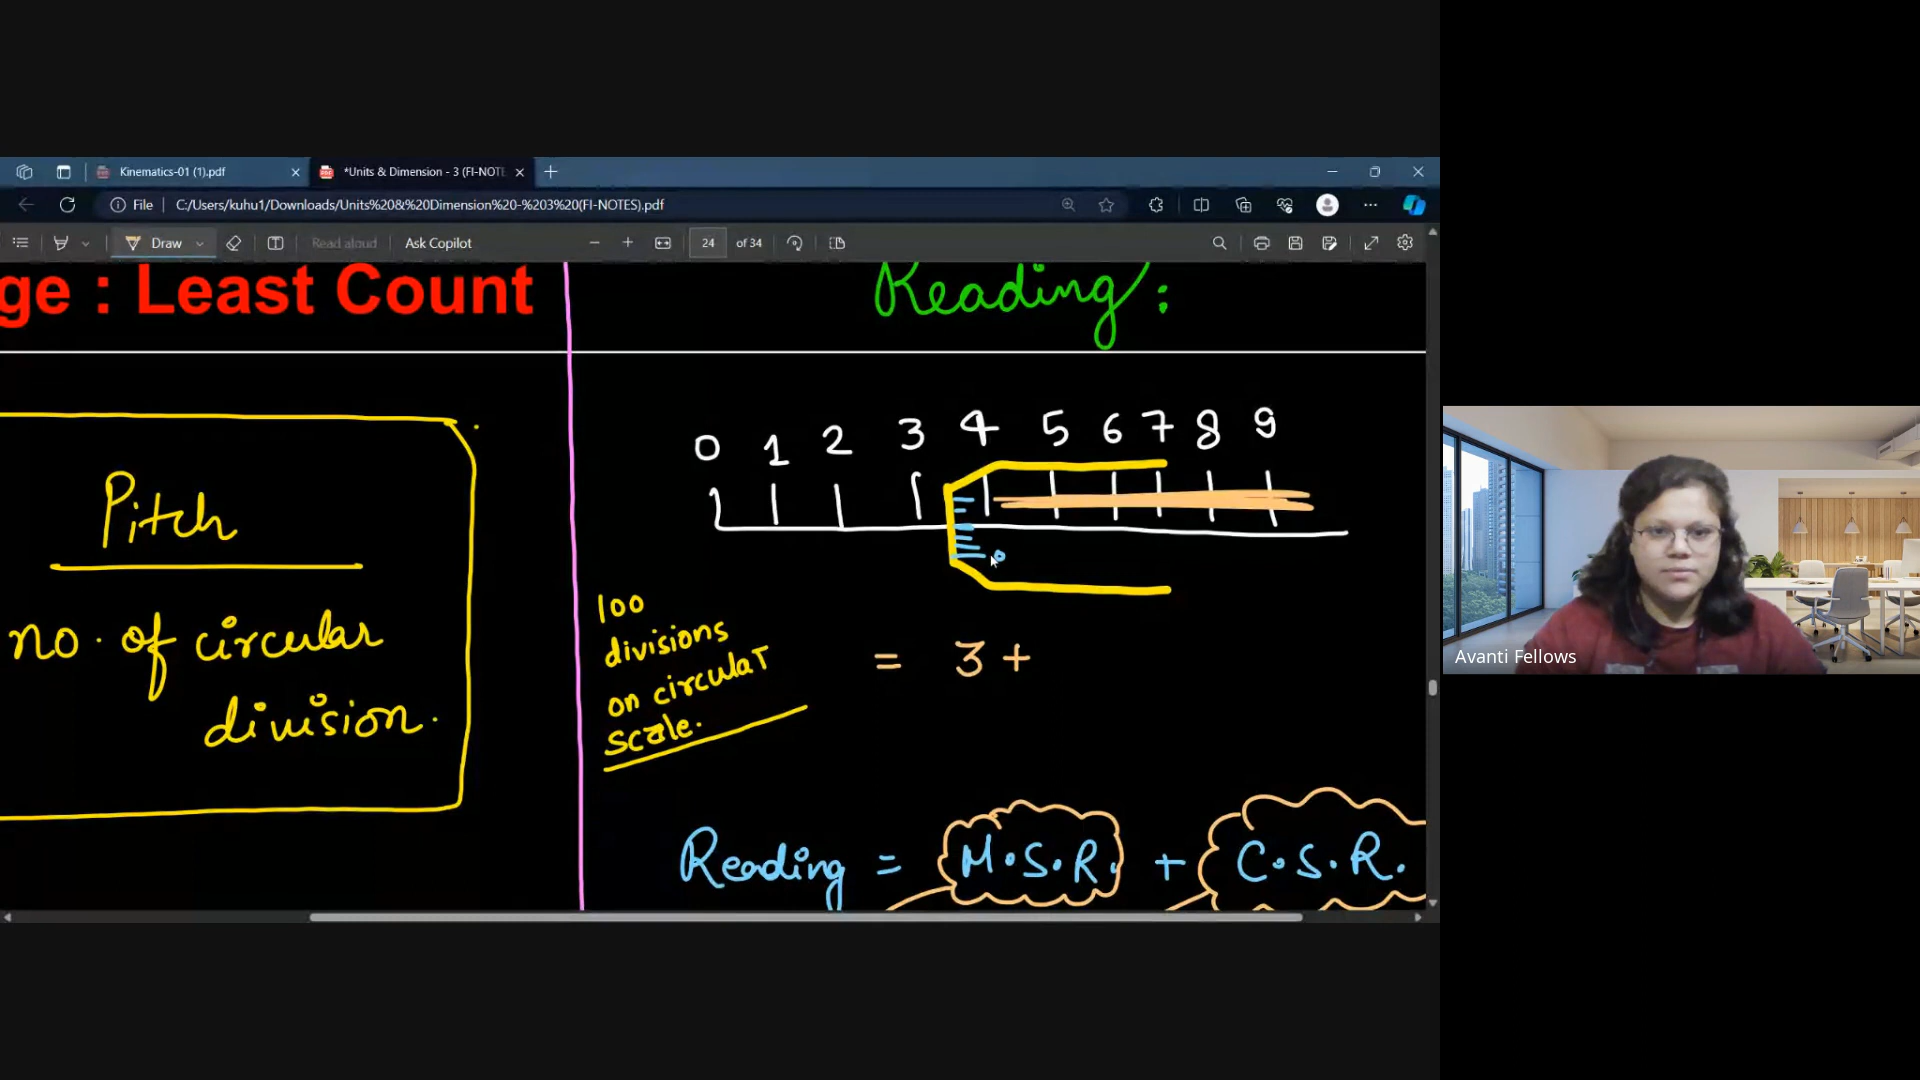 Kinematics-01 (1).pdf
*Units & Dimension - 3 (FI-NOTE
File
C:/Users/kuhu1/Downloads/Units%20&%20Dimension%20-%203%20(FI-NOTES).pdf
Draw
Read aloud
Ask Copilot
24
of 34
ge : Least Count
Pitch
no. of circular
division.
Reading :
0 1 2 3 4 5 6 7 8 9
0
100
divisions
on circular
scale.
= 3 +
Reading = M.S.R. + C.S.R.
Avanti Fellows